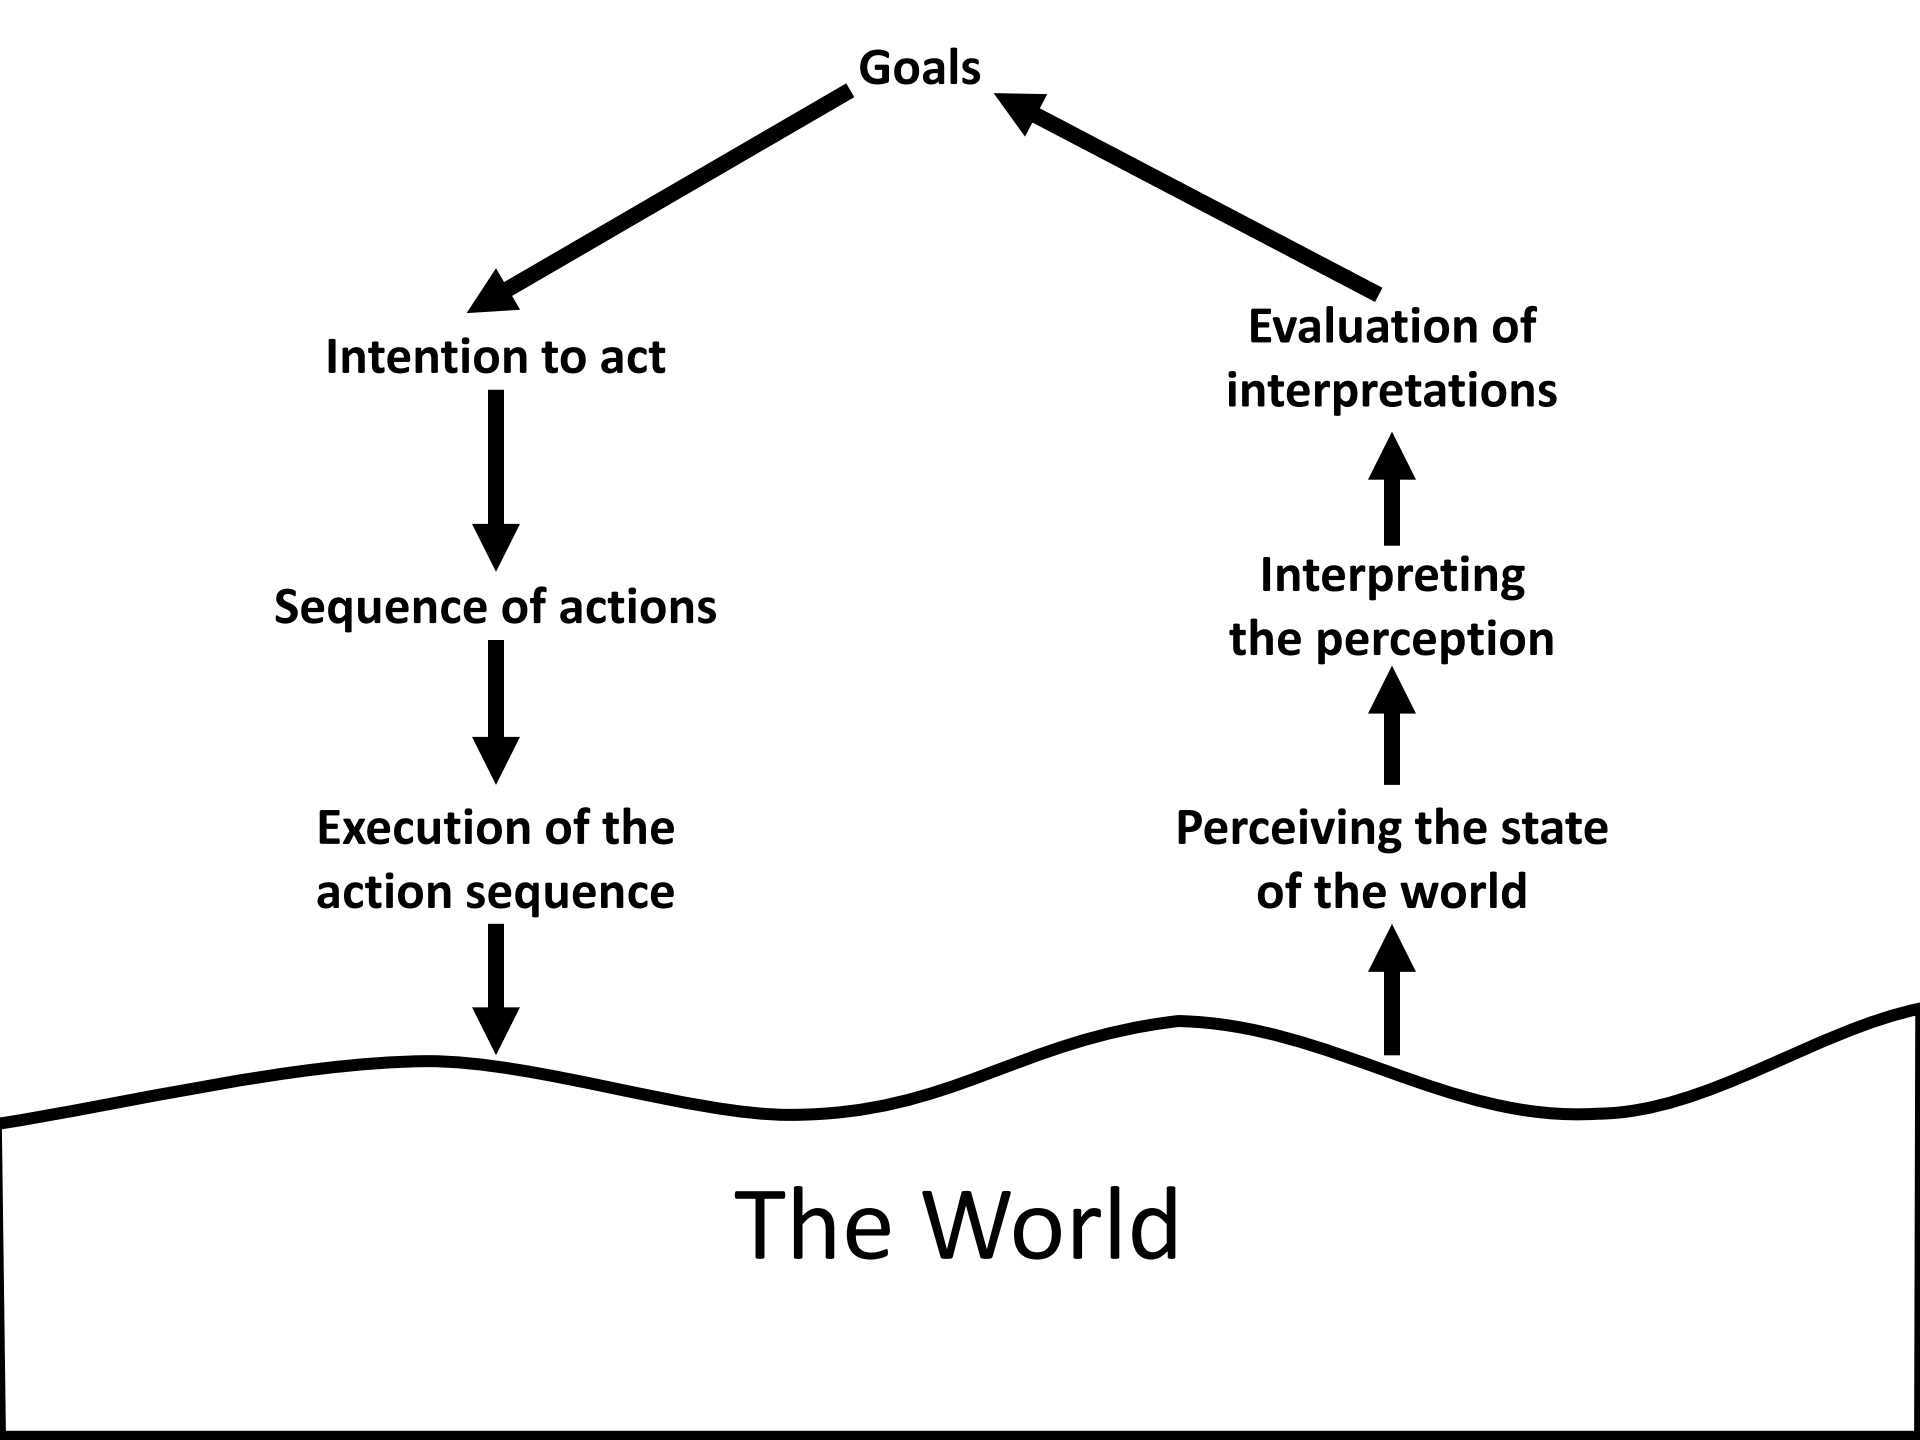 Goals
Intention to act
Sequence of actions
Execution of the
action sequence
Evaluation of
interpretations
Interpreting
the perception
Perceiving the state
of the world
The World